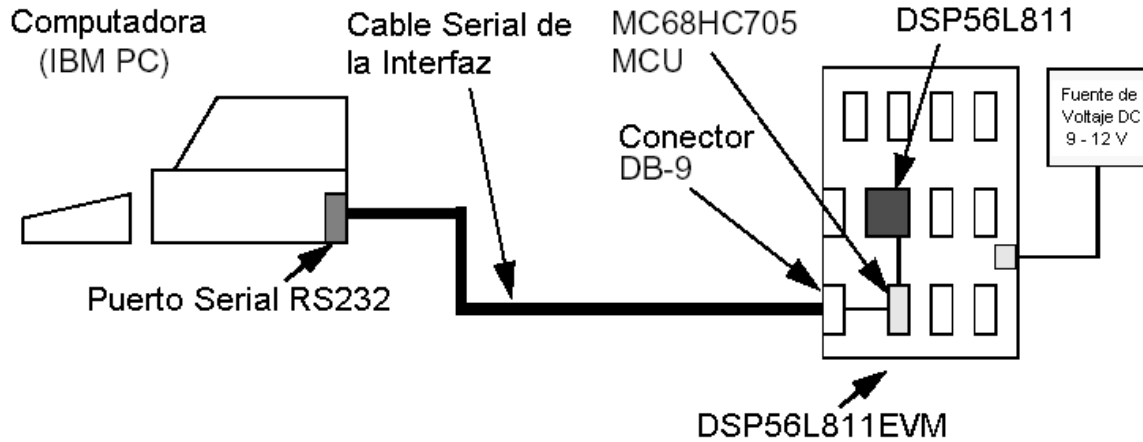 Computadora
(IBM PC)
Cable Serial de
la Interfaz
MC68HC705
MCU
DSP56L811
Fuente de
Voltaje DC
9 - 12 V
Conector
DB-9
Puerto Serial RS232
DSP56L811EVM